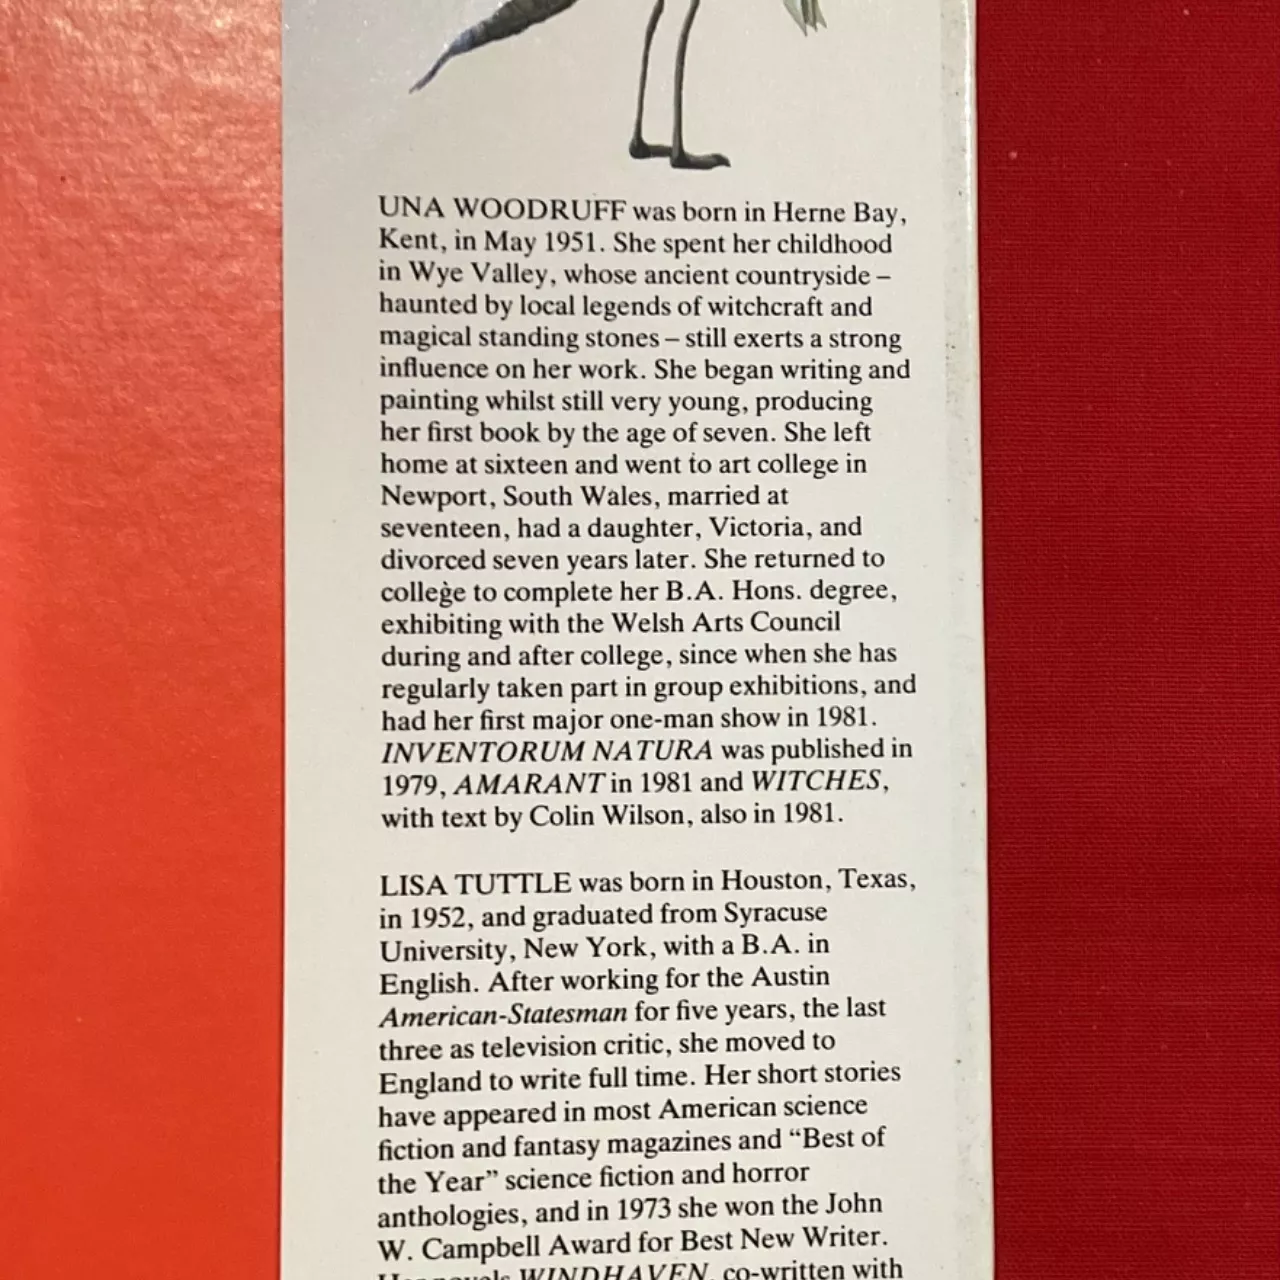 UNA WOODRUFF was born in Herne Bay,
Kent, in May 1951. She spent her childhood
in Wye Valley, whose ancient countryside –
haunted by local legends of witchcraft and
magical standing stones – still exerts a strong
influence on her work. She began writing and
painting whilst still very young, producing
her first book by the age of seven. She left
home at sixteen and went to art college in
Newport, South Wales, married at
seventeen, had a daughter, Victoria, and
divorced seven years later. She returned to
college to complete her B.A. Hons. degree,
exhibiting with the Welsh Arts Council
during and after college, since when she has
regularly taken part in group exhibitions, and
had her first major one-man show in 1981.
INVENTORUM NATURA was published in
1979, AMARANT in 1981 and WITCHES,
with text by Colin Wilson, also in 1981.
LISA TUTTLE was born in Houston, Texas,
in 1952, and graduated from Syracuse
University, New York, with a B.A. in
English. After working for the Austin
American-Statesman for five years, the last
three as television critic, she moved to
England to write full time. Her short stories
have appeared in most American science
fiction and fantasy magazines and “Best of
the Year” science fiction and horror
anthologies, and in 1973 she won the John
W. Campbell Award for Best New Writer.
Her novels WINDHAVEN, co-written with